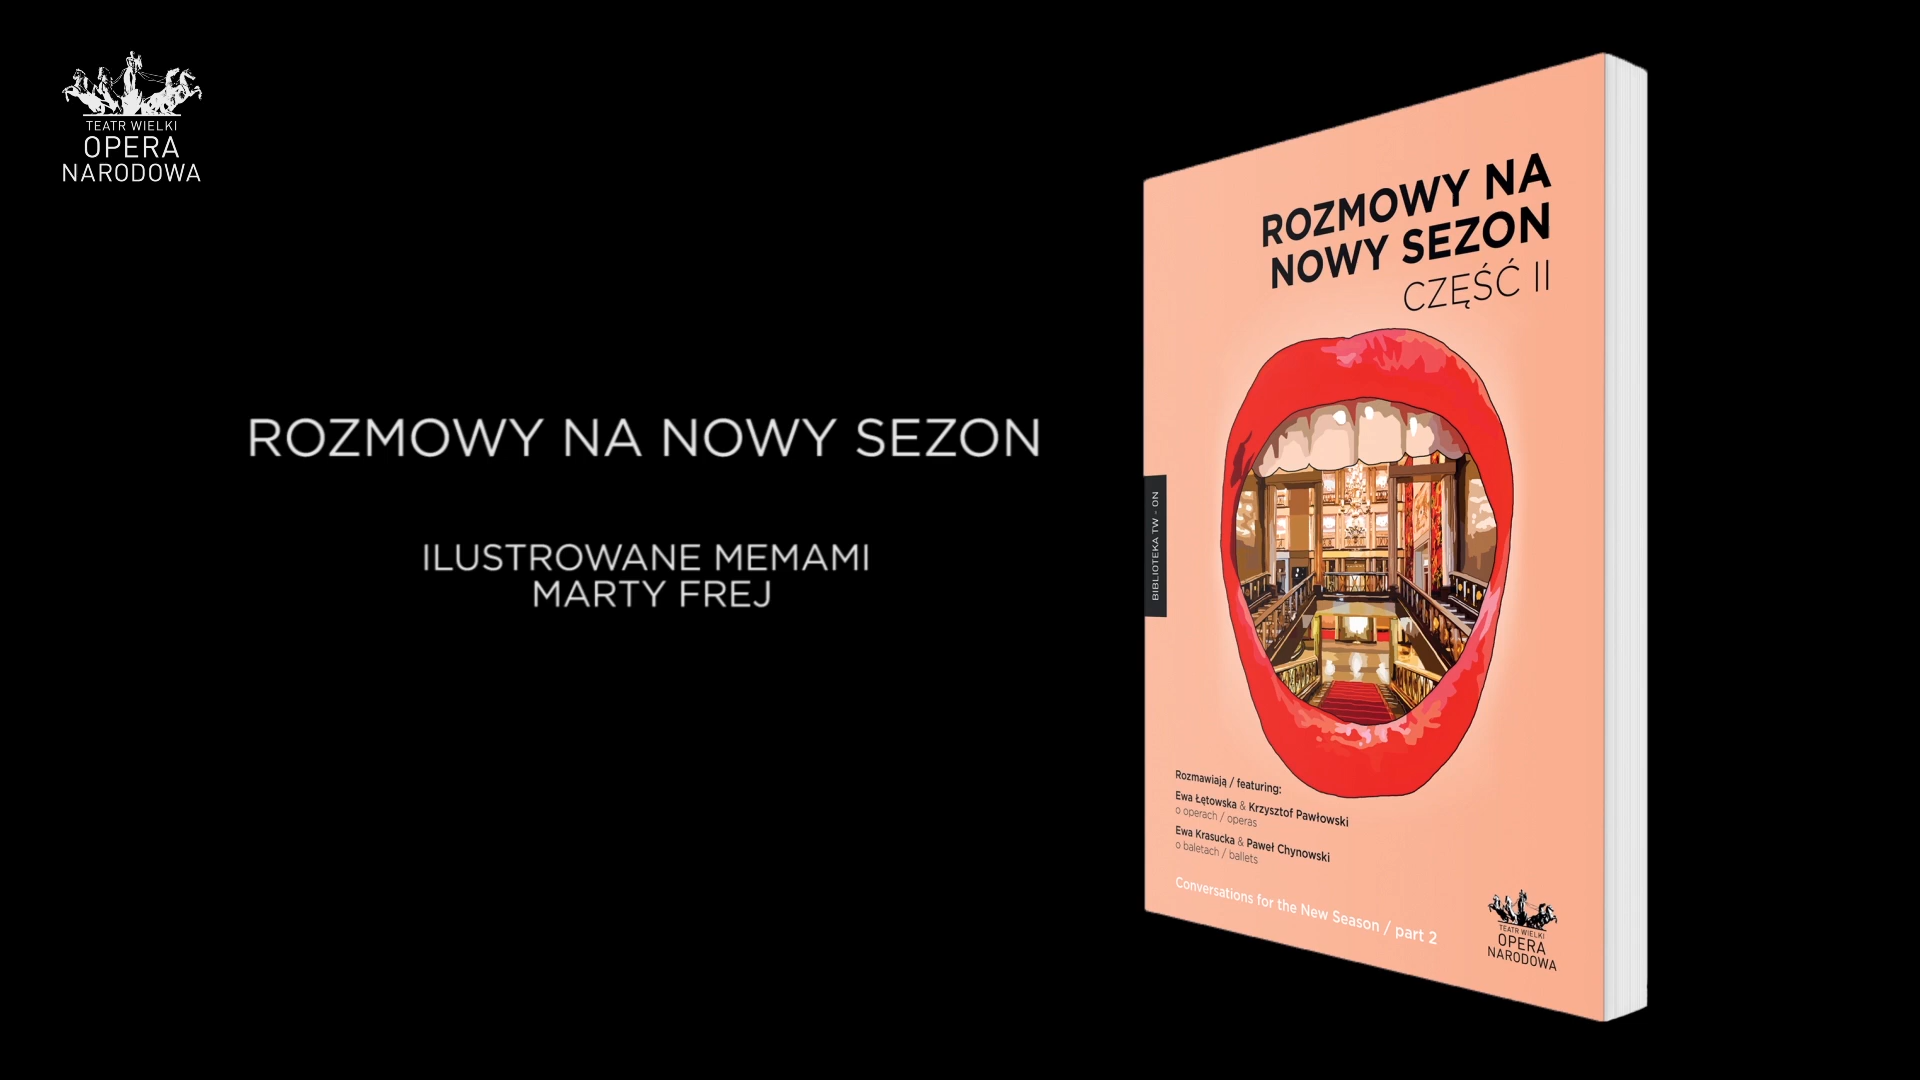 TEATR WIELKI
OPERA
NARODOWA
ROZMOWY NA NOWY SEZON
ILUSTROWANE MEMAMI
MARTY FREJ
ROZMOWY NA
NOWY SEZON
CZĘŚĆ II
BIBLIOTEKA TW - ON
Rozmawiają / featuring:
Ewa Łętowska & Krzysztof Pawłowski
o operach / operas
Ewa Krasucka & Paweł Chynowski
o baletach / ballets
Conversations for the New Season / part 2
TEATR WIELKI
OPERA
NARODOWA